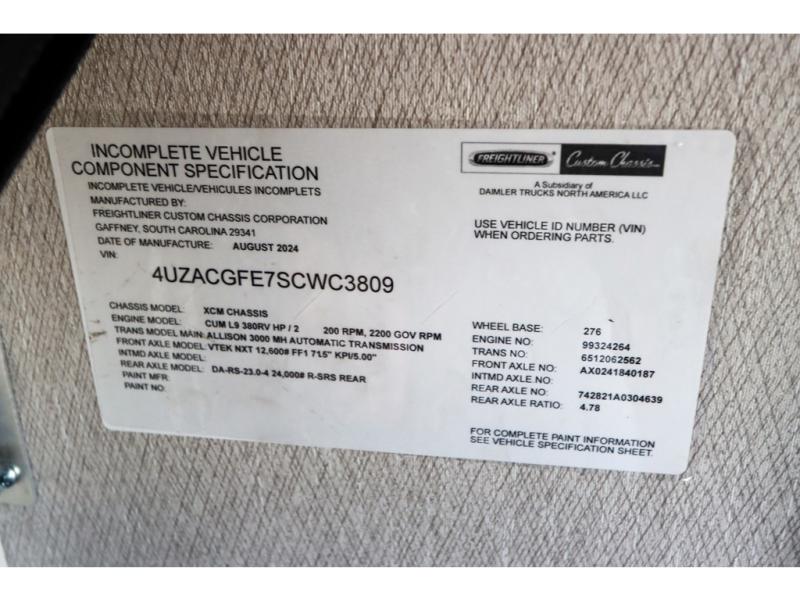 INCOMPLETE VEHICLE
COMPONENT SPECIFICATION
INCOMPLETE VEHICLE/VEHICULES INCOMPLETS
MANUFACTURED BY:
FREIGHTLINER CUSTOM CHASSIS CORPORATION
GAFFNEY, SOUTH CAROLINA 29341
DATE OF MANUFACTURE: AUGUST 2024
VIN:
4UZACGFE7SCWC3809
CHASSIS MODEL: XCM CHASSIS
ENGINE MODEL: CUM L9 380RV HP / 2 200 RPM, 2200 GOV RPM
TRANS MODEL MAIN: ALLISON 3000 MH AUTOMATIC TRANSMISSION
FRONT AXLE MODEL: VTEK NXT 12,600# FF1 71.5" KPI/5.00"
INTMD AXLE MODEL:
REAR AXLE MODEL: DA-RS-23.0-4 24,000# R-SRS REAR
PAINT MFR:
PAINT NO:
FREIGHTLINER Custom Chassis
A Subsidiary of
DAIMLER TRUCKS NORTH AMERICA LLC
USE VEHICLE ID NUMBER (VIN)
WHEN ORDERING PARTS.
WHEEL BASE: 276
ENGINE NO: 99324264
TRANS NO: 6512062562
FRONT AXLE NO: AX0241840187
INTMD AXLE NO:
REAR AXLE NO: 742821A0304639
REAR AXLE RATIO: 4.78
FOR COMPLETE PAINT INFORMATION
SEE VEHICLE SPECIFICATION SHEET.